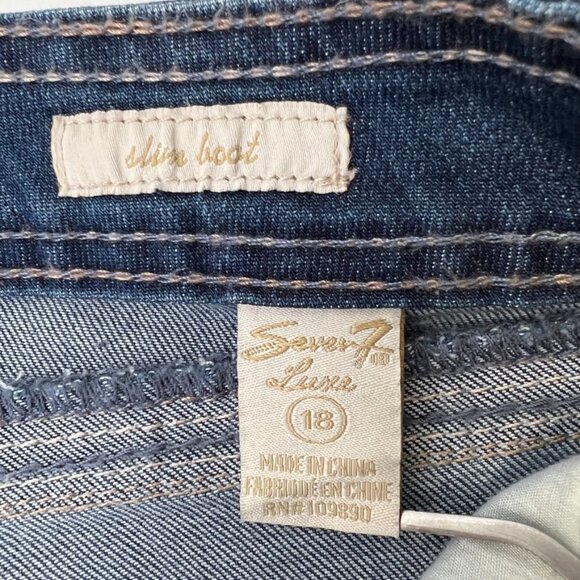 slim boot
Seven7®
Luxe
18
MADE IN CHINA
FABRIQUÉ EN CHINE
RN#109890